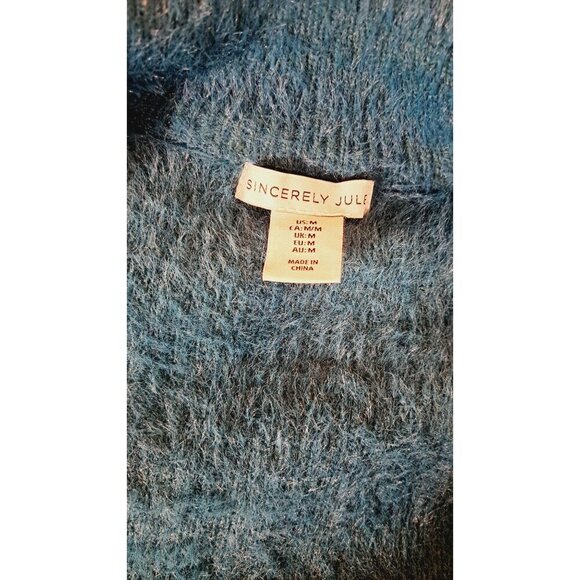 SINCERELY JULE
US: M
CA: M/M
UK: M
EU: M
AU: M
MADE IN
CHINA